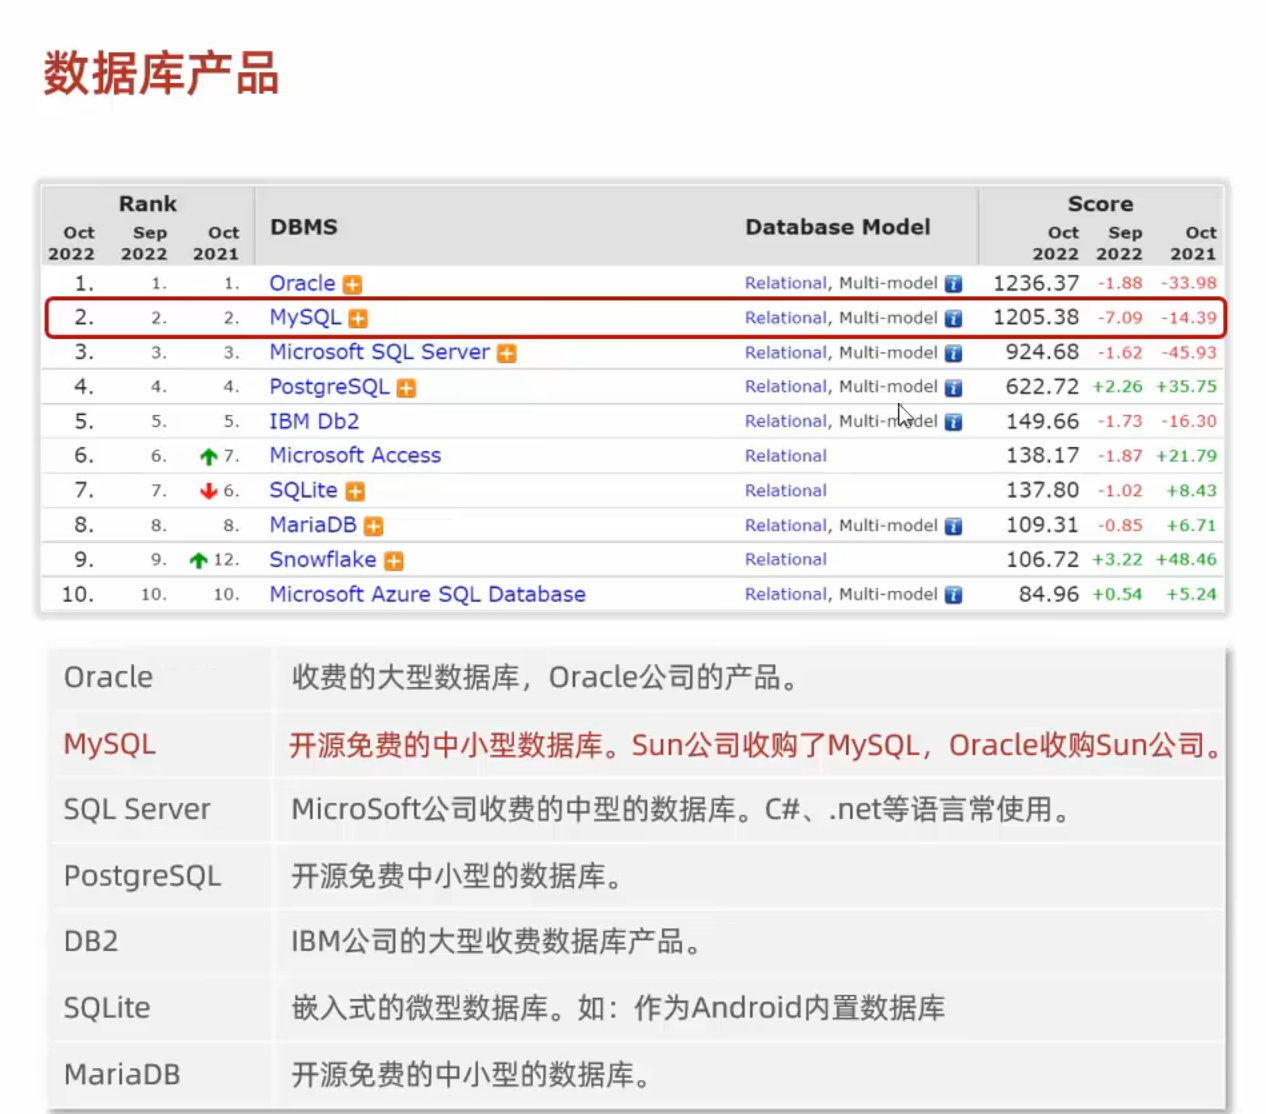 数据库产品
Rank Score
DBMS Database Model
Oct Sep Oct Oct Sep Oct
2022 2022 2021 2022 2022 2021
1. 1. 1. Oracle Relational, Multi-model 1236.37 -1.88 -33.98
2. 2. 2. MySQL Relational, Multi-model 1205.38 -7.09 -14.39
3. 3. 3. Microsoft SQL Server Relational, Multi-model 924.68 -1.62 -45.93
4. 4. 4. PostgreSQL Relational, Multi-model 622.72 +2.26 +35.75
5. 5. 5. IBM Db2 Relational, Multi-model 149.66 -1.73 -16.30
6. 6. 7. Microsoft Access Relational 138.17 -1.87 +21.79
7. 7. 6. SQLite Relational 137.80 -1.02 +8.43
8. 8. 8. MariaDB Relational, Multi-model 109.31 -0.85 +6.71
9. 9. 12. Snowflake Relational 106.72 +3.22 +48.46
10. 10. 10. Microsoft Azure SQL Database Relational, Multi-model 84.96 +0.54 +5.24
Oracle 收费的大型数据库，Oracle公司的产品。
MySQL 开源免费的中小型数据库。Sun公司收购了MySQL，Oracle收购Sun公司。
SQL Server MicroSoft公司收费的中型的数据库。C#、.net等语言常使用。
PostgreSQL 开源免费中小型的数据库。
DB2 IBM公司的大型收费数据库产品。
SQLite 嵌入式的微型数据库。如：作为Android内置数据库
MariaDB 开源免费的中小型的数据库。